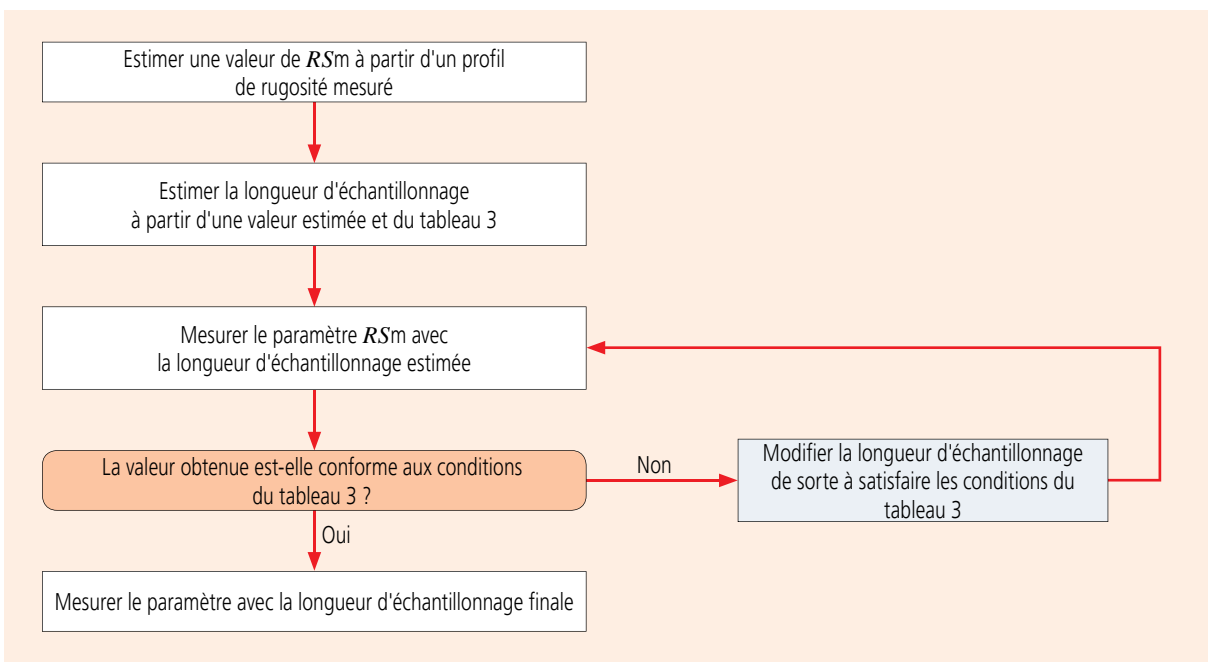 Estimer une valeur de RSm à partir d'un profil
de rugosité mesuré
Estimer la longueur d'échantillonnage
à partir d'une valeur estimée et du tableau 3
Mesurer le paramètre RSm avec
la longueur d'échantillonnage estimée
La valeur obtenue est-elle conforme aux conditions
du tableau 3 ?
Non
Modifier la longueur d'échantillonnage
de sorte à satisfaire les conditions du
tableau 3
Oui
Mesurer le paramètre avec la longueur d'échantillonnage finale